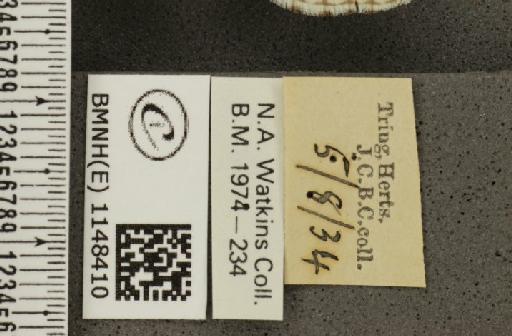 BMNH(E) 1148410
e
N.A. Watkins Coll.
B.M. 1974-234
Tring, Herts.
J.C.B.C. coll.
5/8/34